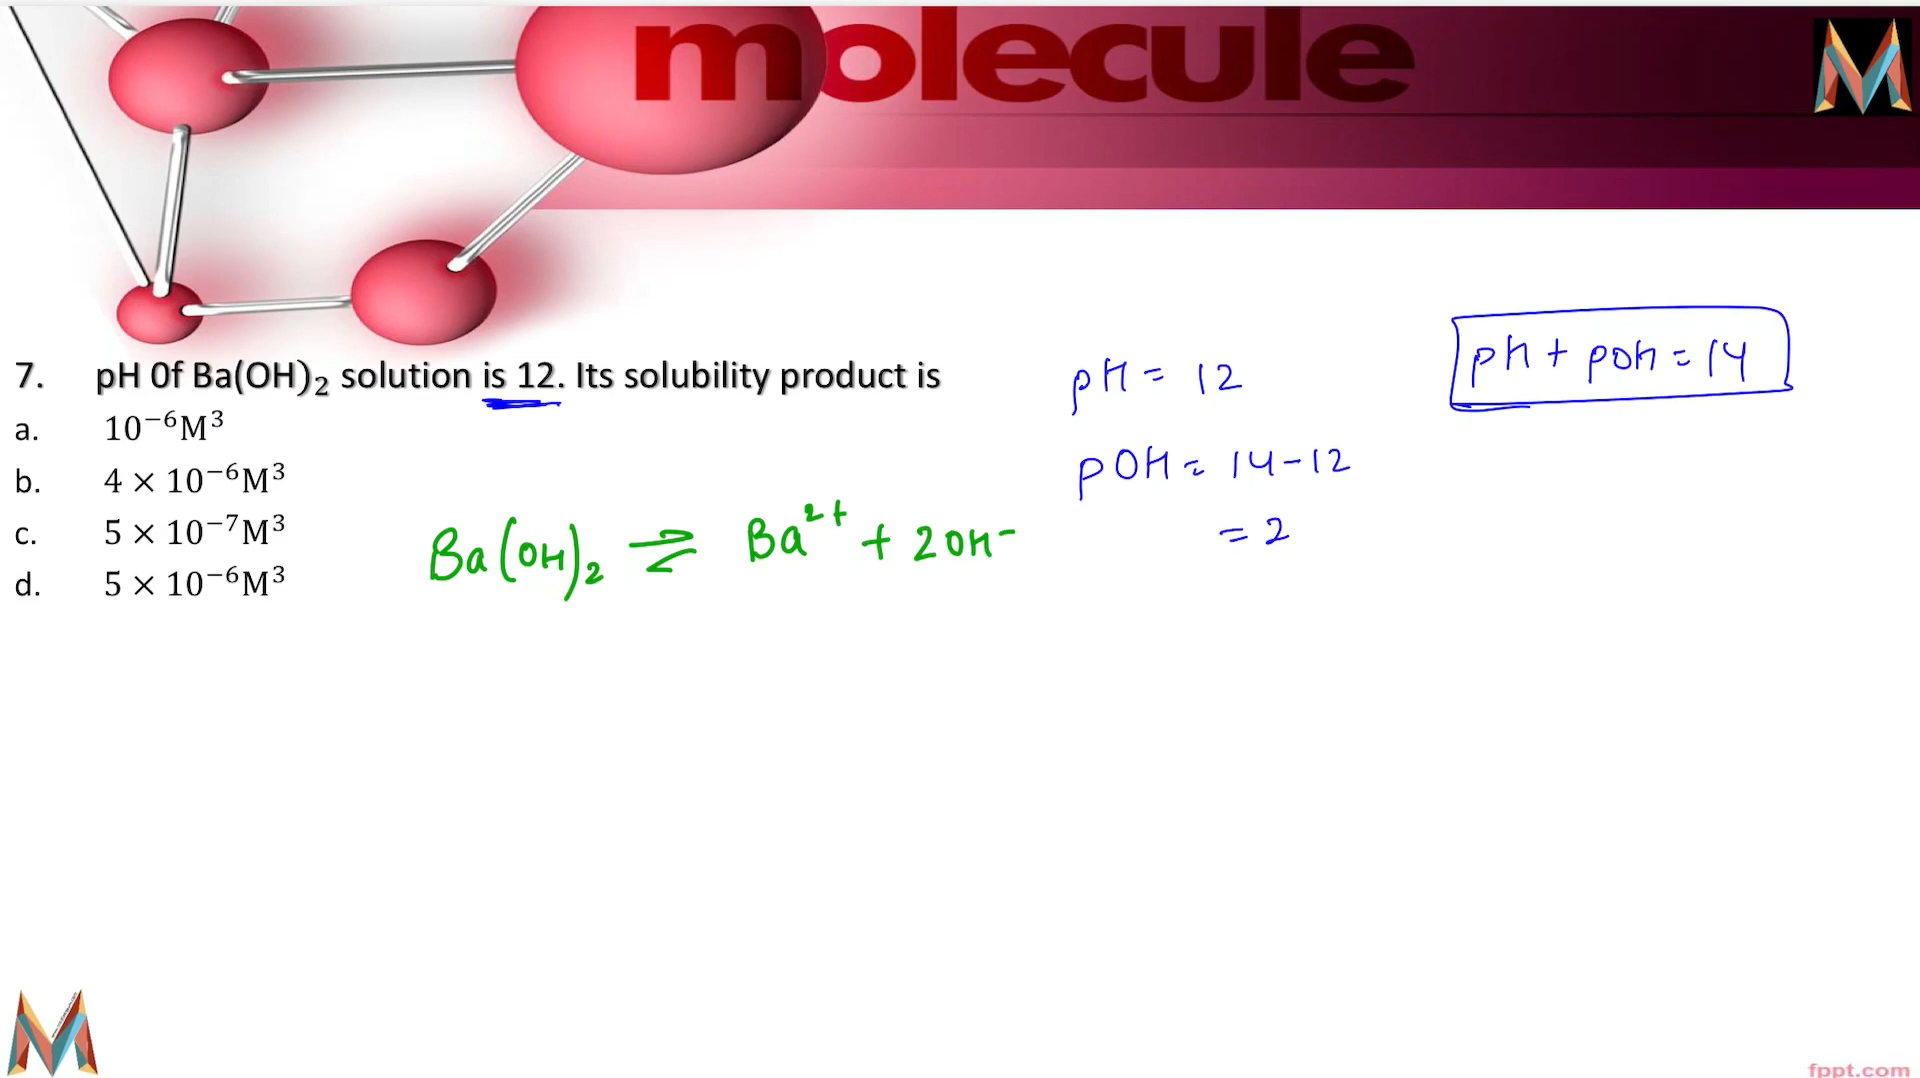 molecule
7. pH 0f Ba(OH)₂ solution is 12. Its solubility product is
a. 10⁻⁶M³
b. 4 × 10⁻⁶M³
c. 5 × 10⁻⁷M³
d. 5 × 10⁻⁶M³
Ba(OH)₂ ⇌ Ba²⁺ + 2OH⁻
pH = 12
pOH = 14-12
= 2
pH + pOH = 14
fppt.com